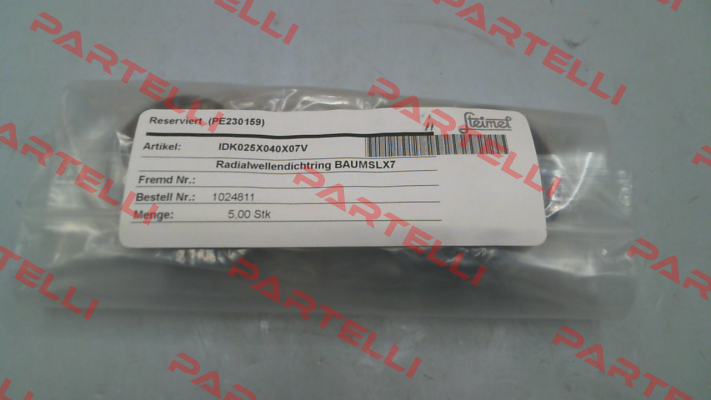 Reserviert (PE230159)
Steimel
Artikel: IDK025X040X07V
Radialwellendichtring BAUMSLX7
Fremd Nr.:
Bestell Nr.: 1024811
Menge: 5.00 Stk
PARTELLI
PARTELLI
PARTELLI
PARTELLI
PARTELLI
PARTELLI
PARTELLI